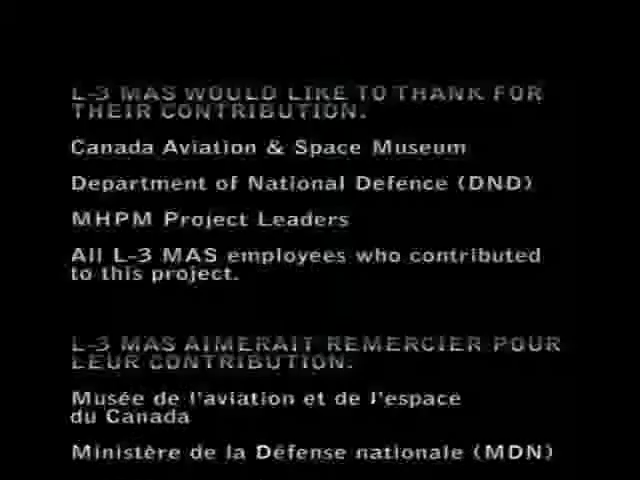 L-3 MAS WOULD LIKE TO THANK FOR
THEIR CONTRIBUTION:
Canada Aviation & Space Museum
Department of National Defence (DND)
MHPM Project Leaders
All L-3 MAS employees who contributed
to this project.
L-3 MAS AIMERAIT REMERCIER POUR
LEUR CONTRIBUTION:
Musée de l'aviation et de l'espace
du Canada
Ministère de la Défense nationale (MDN)